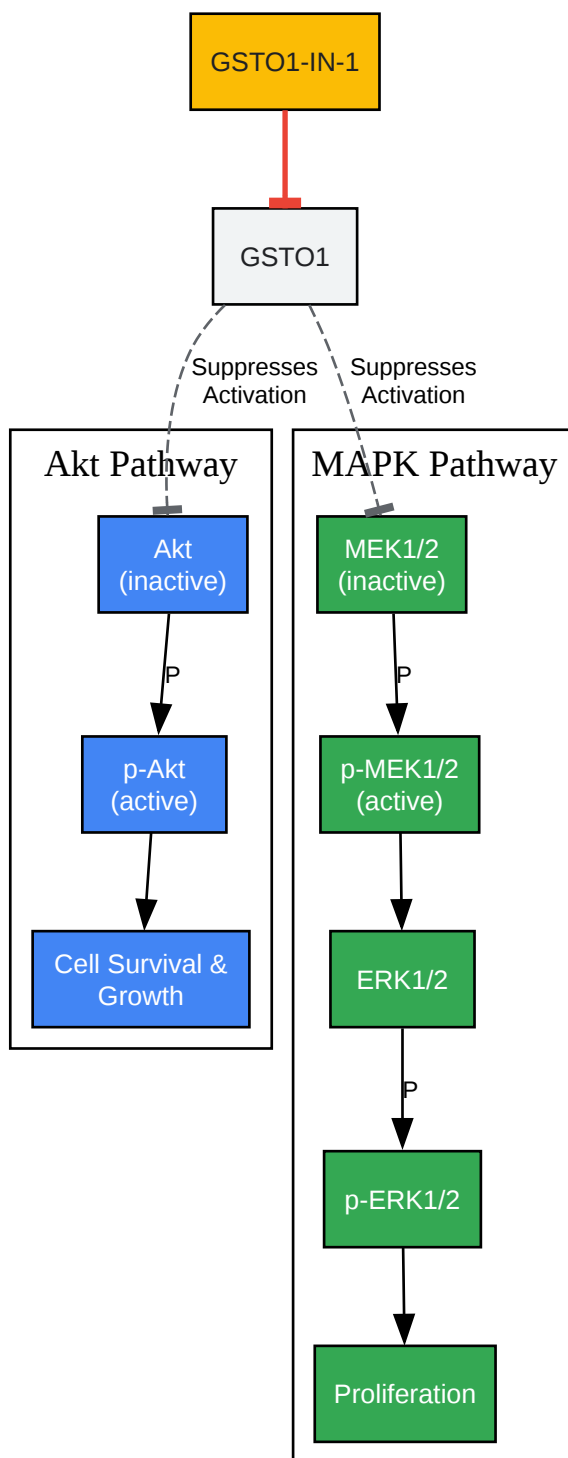 GSTO1-IN-1
GSTO1
Suppresses
Activation
Suppresses
Activation
Akt Pathway
Akt
(inactive)
P
p-Akt
(active)
Cell Survival &
Growth
MAPK Pathway
MEK1/2
(inactive)
P
p-MEK1/2
(active)
ERK1/2
P
p-ERK1/2
Proliferation